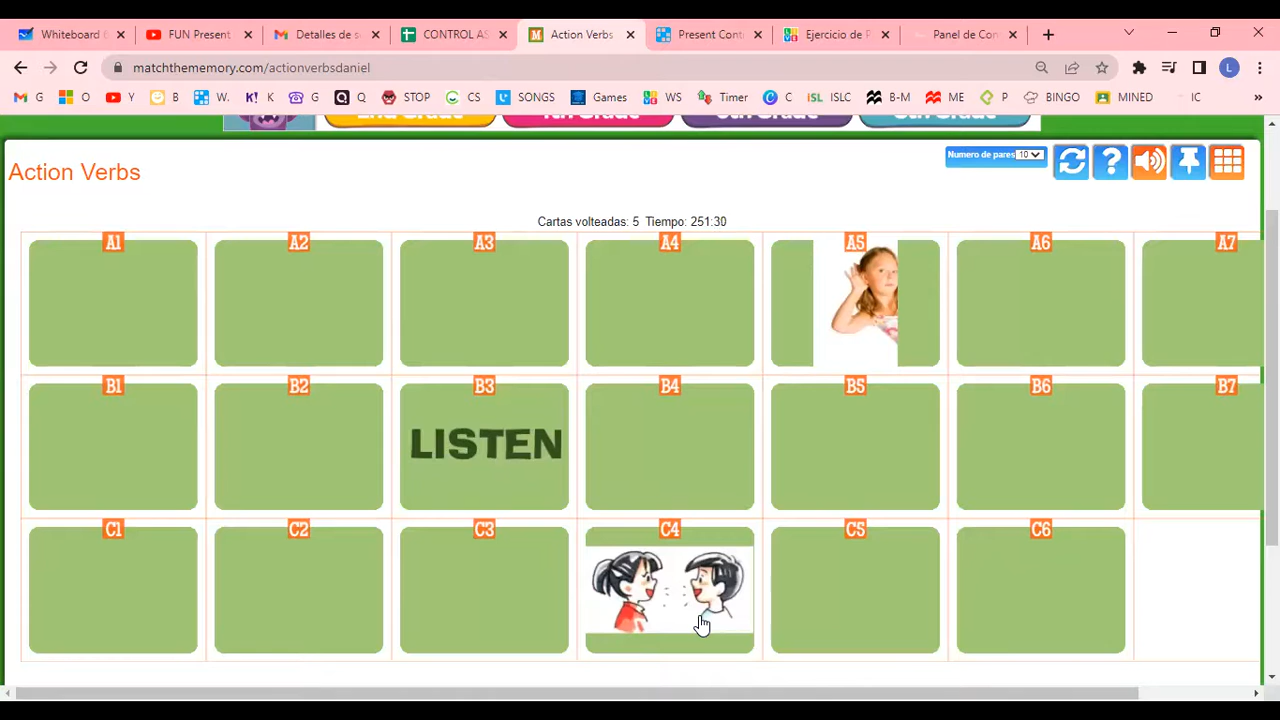 Whiteboard
FUN Present
Detalles de s
CONTROL AS
Action Verbs
Present Cont
Ejercicio de P
Panel de Con
matchthememory.com/actionverbsdaniel
L
G
O
Y
B
W.
K!
K
G
Q
Q
STOP
CS
SONGS
Games
WS
Timer
C
iSL
ISLC
B-M
ME
P
BINGO
MINED
IC
Action Verbs
Numero de pares 10
Cartas volteadas: 5 Tiempo: 251:30
A1 A2 A3 A4 A5 A6 A7
B1 B2 B3 B4 B5 B6 B7
LISTEN
C1 C2 C3 C4 C5 C6